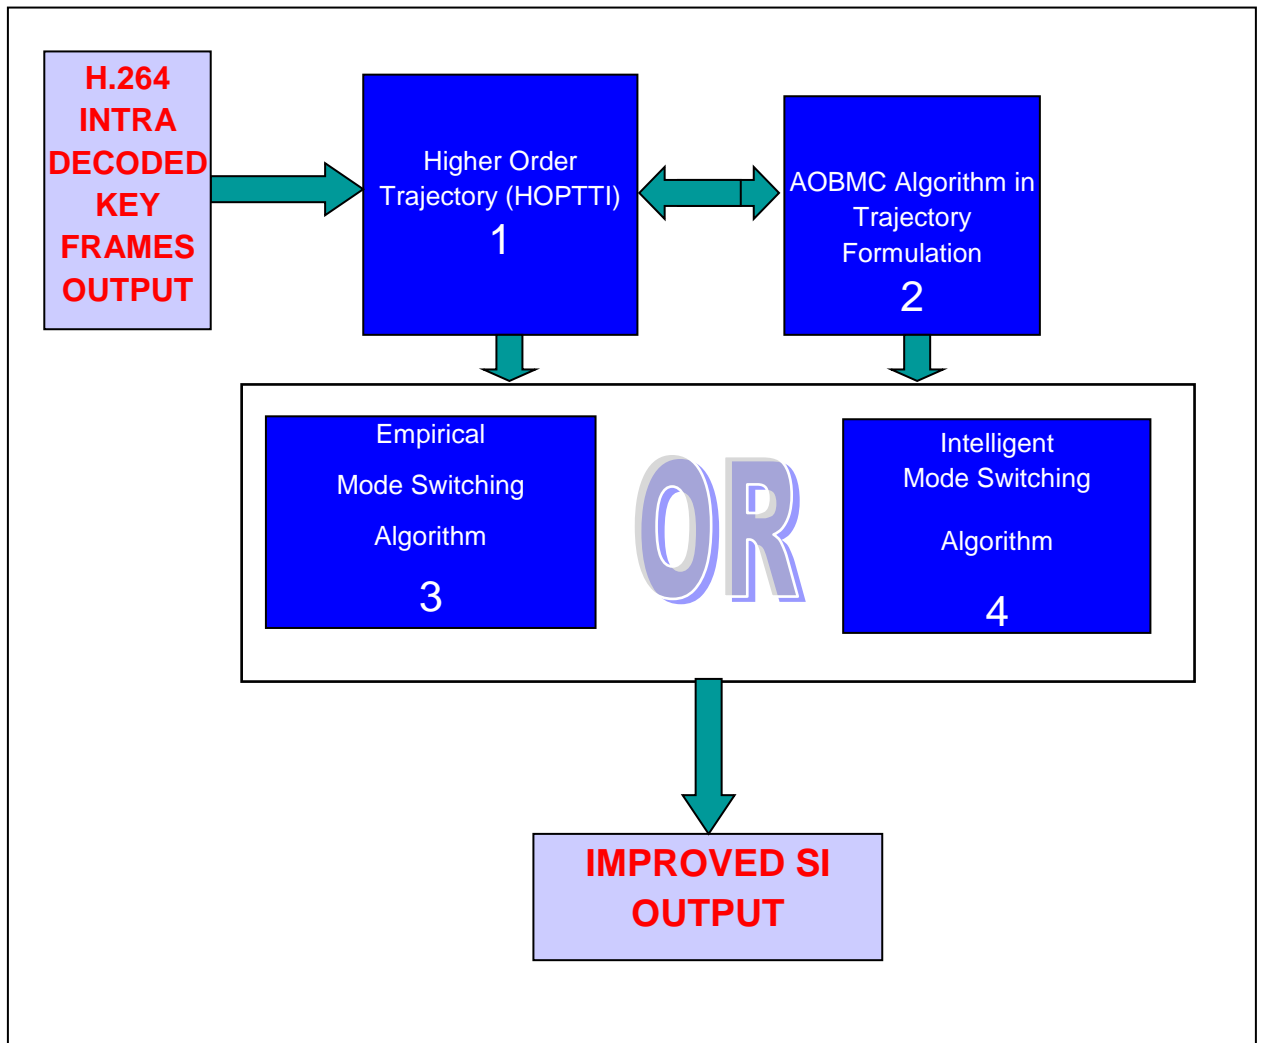 H.264
INTRA
DECODED
KEY
FRAMES
OUTPUT
Higher Order
Trajectory (HOPTTI)
1
AOBMC Algorithm in
Trajectory
Formulation
2
Empirical
Mode Switching
Algorithm
3
OR
Intelligent
Mode Switching
Algorithm
4
IMPROVED SI
OUTPUT